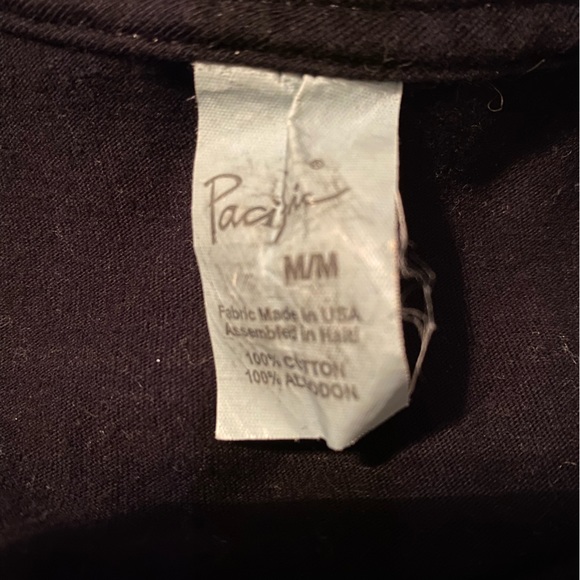 Pacific®
M/M
Fabric Made in USA
Assembled in Haiti
100% COTTON
100% ALGODON